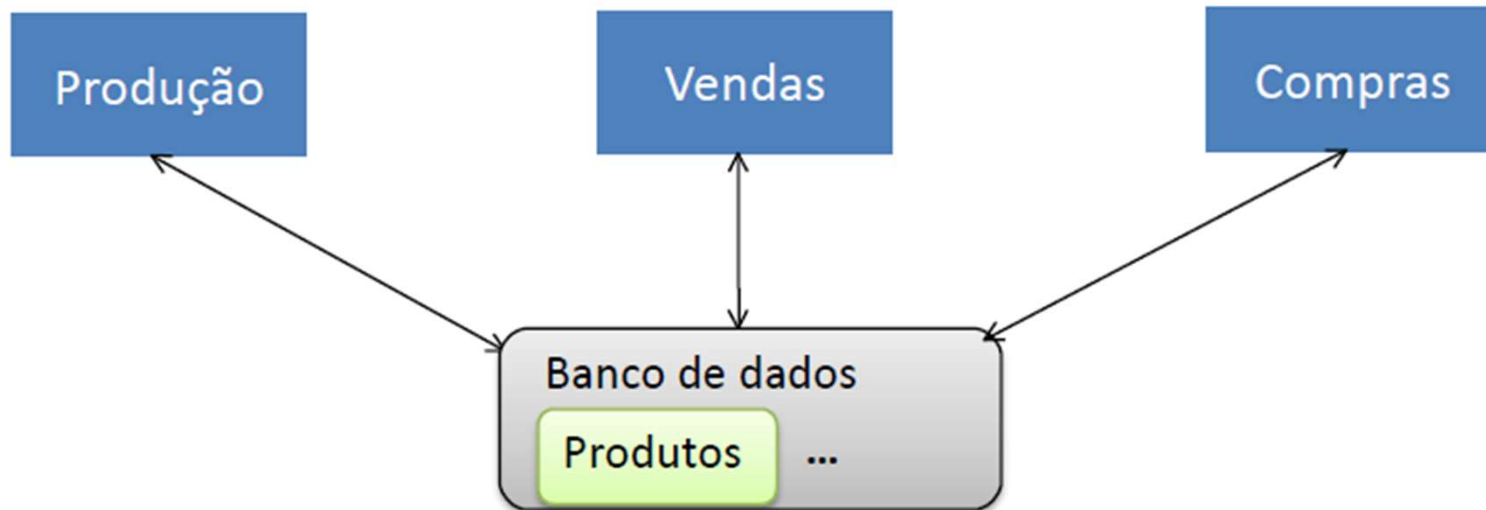 Produção
Vendas
Compras
Banco de dados
Produtos ...